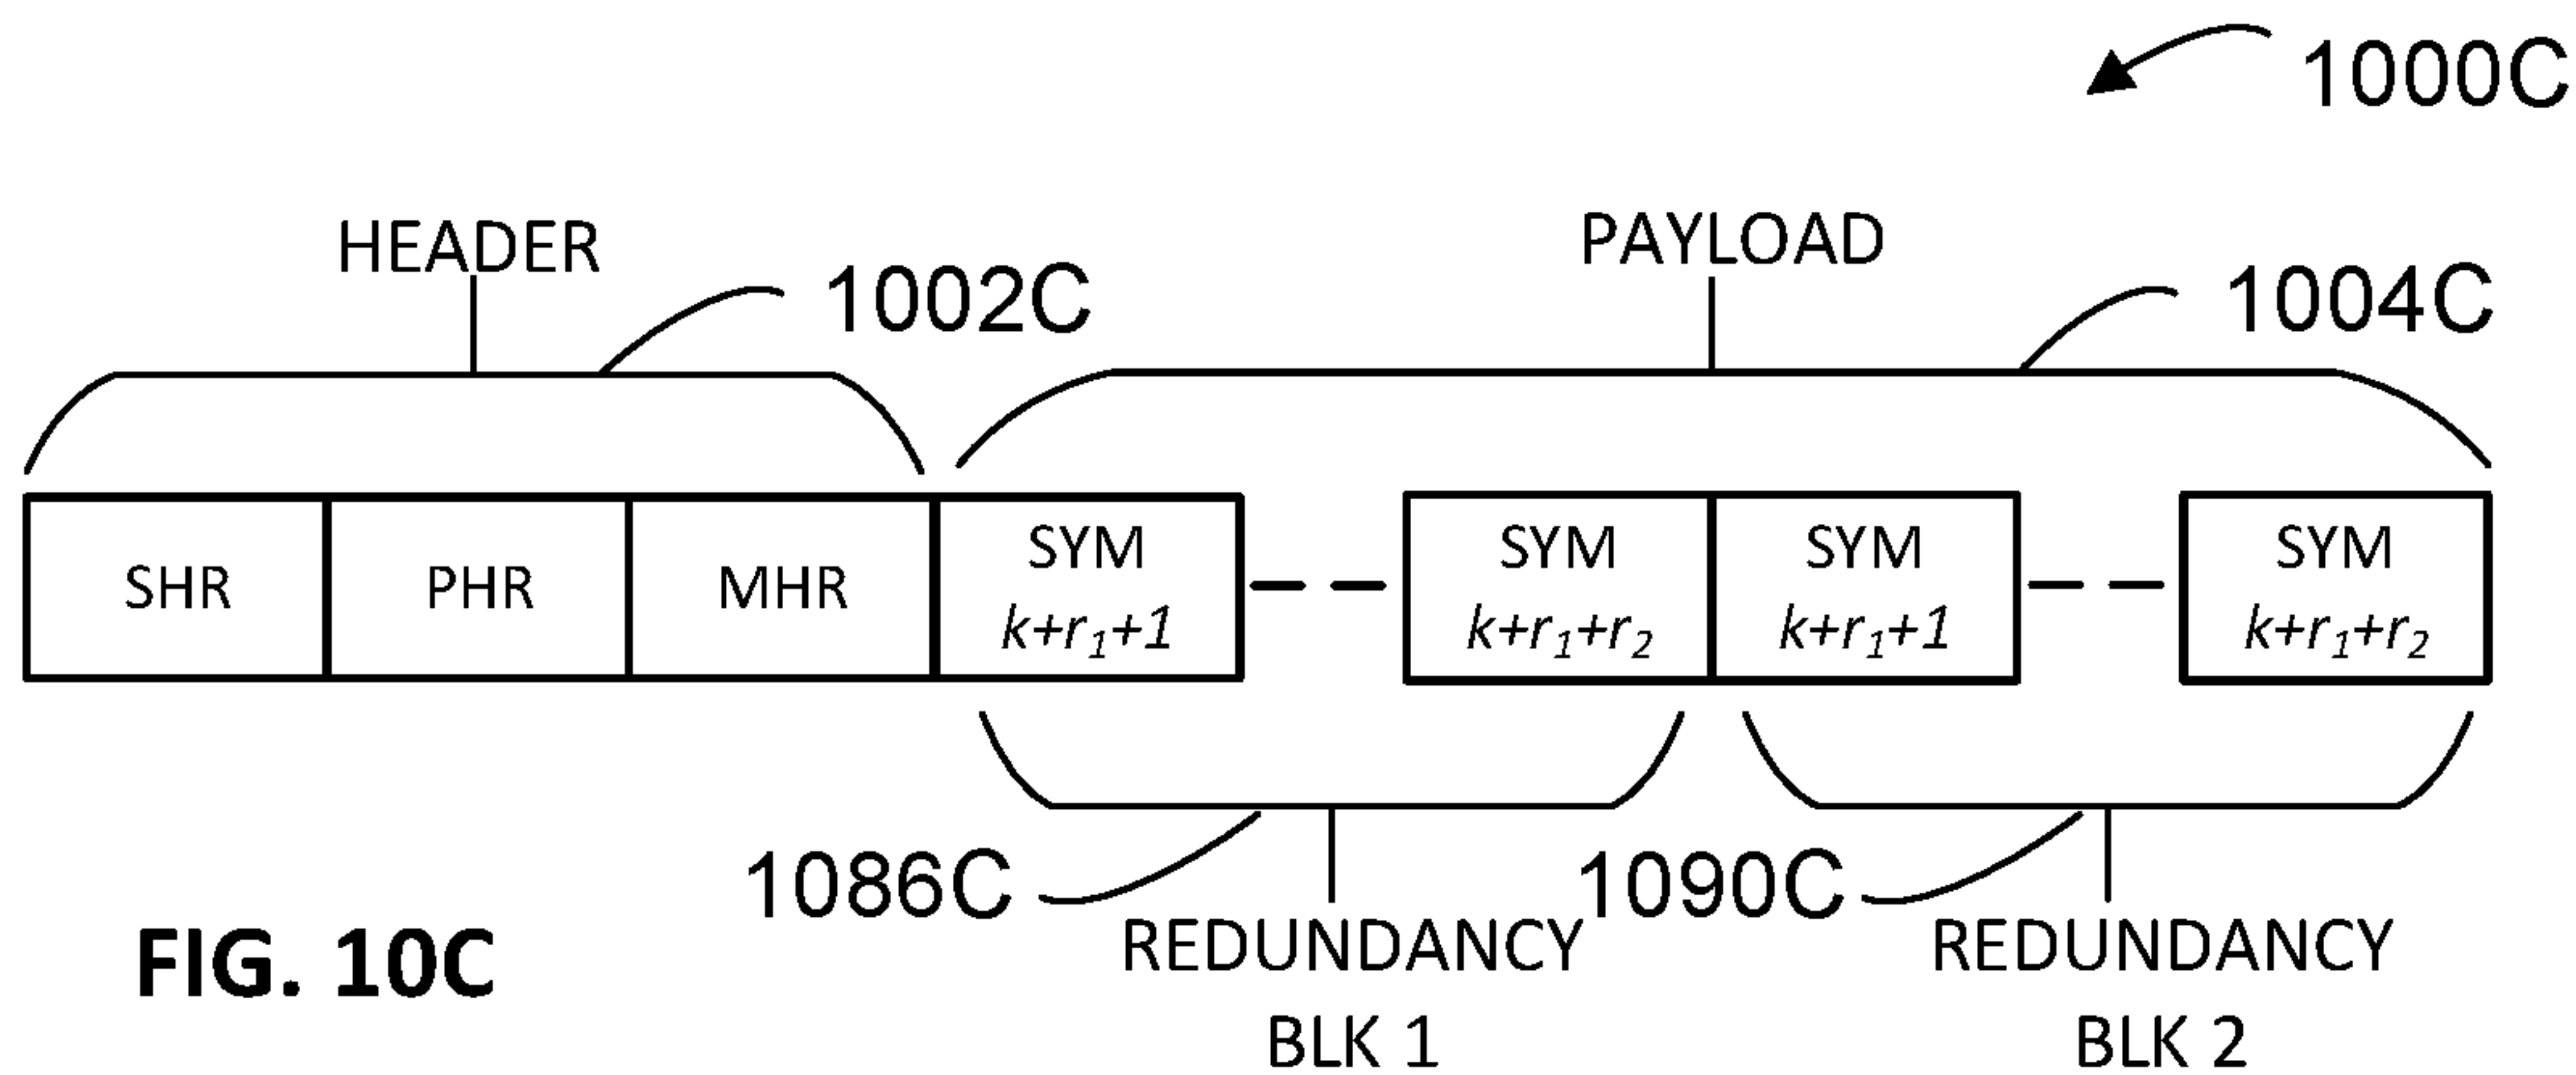 1000C
HEADER
1002C
PAYLOAD
1004C
SHR
PHR
MHR
SYM
k+r₁+1
SYM
k+r₁+r₂
SYM
k+r₁+1
SYM
k+r₁+r₂
1086C
REDUNDANCY
BLK 1
1090C
REDUNDANCY
BLK 2
FIG. 10C